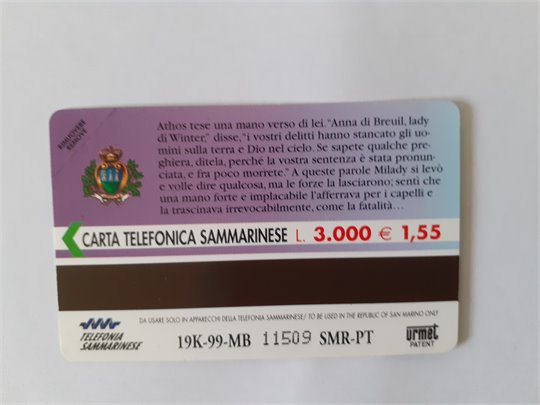 RIMUOVERE
REMOVE
Athos tese una mano verso di lei. "Anna di Breuil, lady
di Winter," disse, "i vostri delitti hanno stancato gli uo-
mini sulla terra e Dio nel cielo. Se sapete qualche pre-
ghiera, ditela, perché la vostra sentenza è stata pronun-
ciata, e fra poco morrete." A queste parole Milady si levò
e volle dire qualcosa, ma le forze la lasciarono; sentì che
una mano forte e implacabile l'afferrava per i capelli e
la trascinava irrevocabilmente, come la fatalità...
CARTA TELEFONICA SAMMARINESE L. 3.000 € 1,55
DA USARE SOLO IN APPARECCHI DELLA TELEFONIA SAMMARINESE/ TO BE USED IN THE REPUBLIC OF SAN MARINO ONLY
TELEFONIA
SAMMARINESE
19K-99-MB 11509 SMR-PT
urmet
PATENT